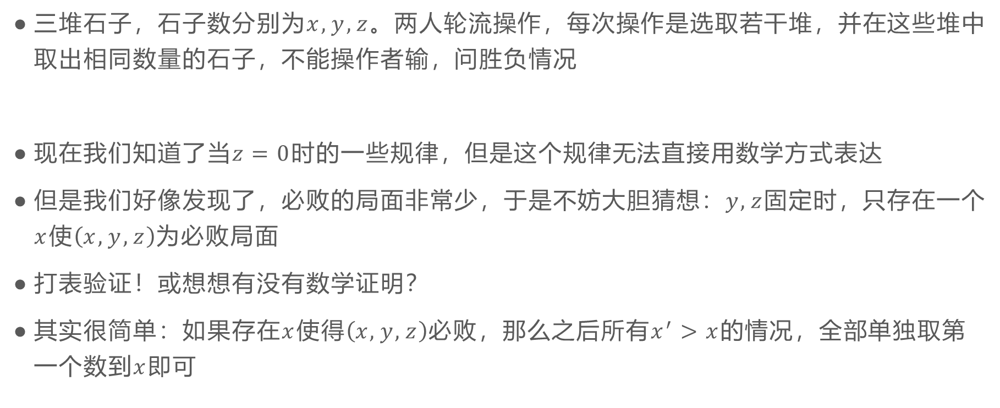 ● 三堆石子，石子数分别为x, y, z。两人轮流操作，每次操作是选取若干堆，并在这些堆中
取出相同数量的石子，不能操作者输，问胜负情况
● 现在我们知道了当z = 0时的一些规律，但是这个规律无法直接用数学方式表达
● 但是我们好像发现了，必败的局面非常少，于是不妨大胆猜想：y, z固定时，只存在一个
x使(x, y, z)为必败局面
● 打表验证！或想想有没有数学证明？
● 其实很简单：如果存在x使得(x, y, z)必败，那么之后所有x′ > x的情况，全部单独取第
一个数到x即可